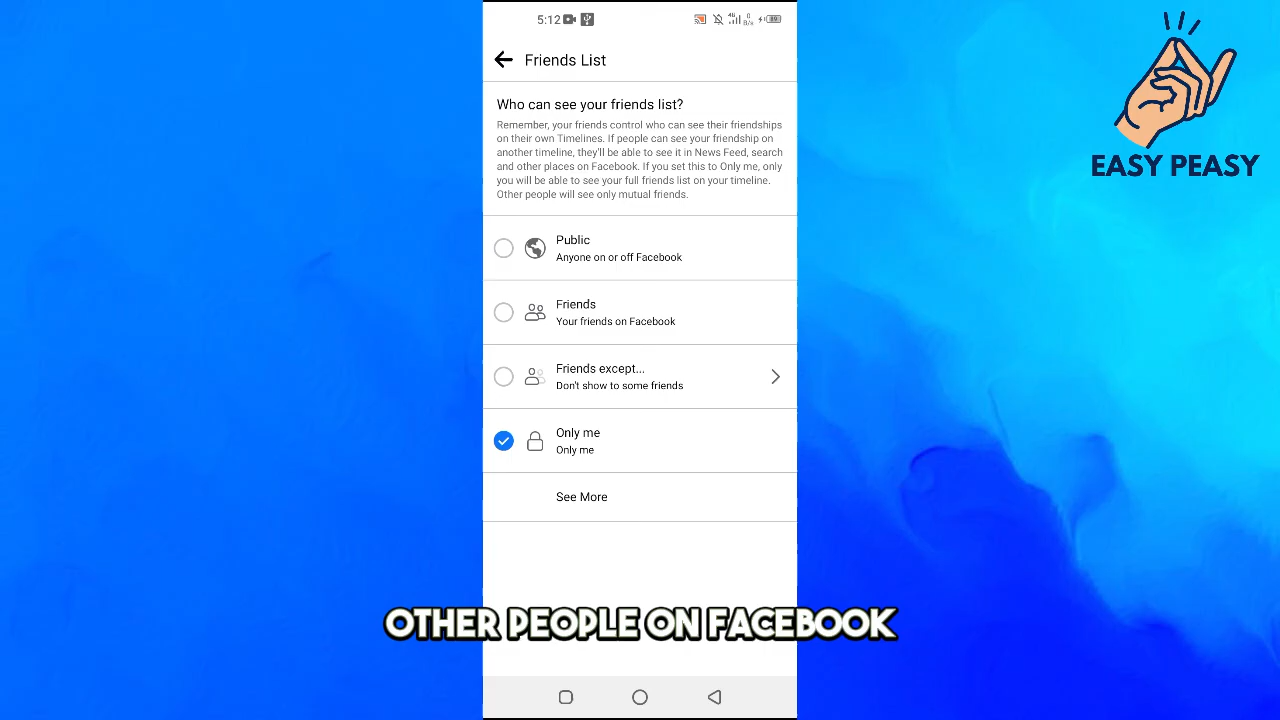 5:12
4G
0
B/s
89
Friends List
Who can see your friends list?
Remember, your friends control who can see their friendships
on their own Timelines. If people can see your friendship on
another timeline, they'll be able to see it in News Feed, search
and other places on Facebook. If you set this to Only me, only
you will be able to see your full friends list on your timeline.
Other people will see only mutual friends.
Public
Anyone on or off Facebook
Friends
Your friends on Facebook
Friends except...
Don't show to some friends
Only me
Only me
See More
OTHER PEOPLE ON FACEBOOK
EASY PEASY